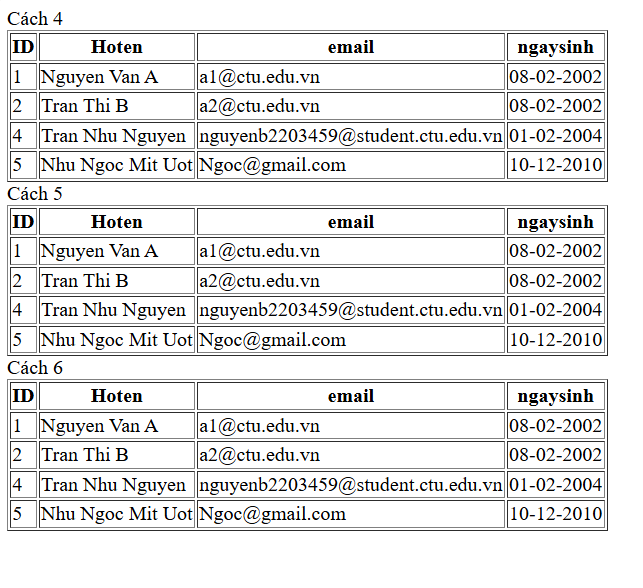 Cách 4
ID Hoten email ngaysinh
1 Nguyen Van A a1@ctu.edu.vn 08-02-2002
2 Tran Thi B a2@ctu.edu.vn 08-02-2002
4 Tran Nhu Nguyen nguyenb2203459@student.ctu.edu.vn 01-02-2004
5 Nhu Ngoc Mit Uot Ngoc@gmail.com 10-12-2010
Cách 5
ID Hoten email ngaysinh
1 Nguyen Van A a1@ctu.edu.vn 08-02-2002
2 Tran Thi B a2@ctu.edu.vn 08-02-2002
4 Tran Nhu Nguyen nguyenb2203459@student.ctu.edu.vn 01-02-2004
5 Nhu Ngoc Mit Uot Ngoc@gmail.com 10-12-2010
Cách 6
ID Hoten email ngaysinh
1 Nguyen Van A a1@ctu.edu.vn 08-02-2002
2 Tran Thi B a2@ctu.edu.vn 08-02-2002
4 Tran Nhu Nguyen nguyenb2203459@student.ctu.edu.vn 01-02-2004
5 Nhu Ngoc Mit Uot Ngoc@gmail.com 10-12-2010